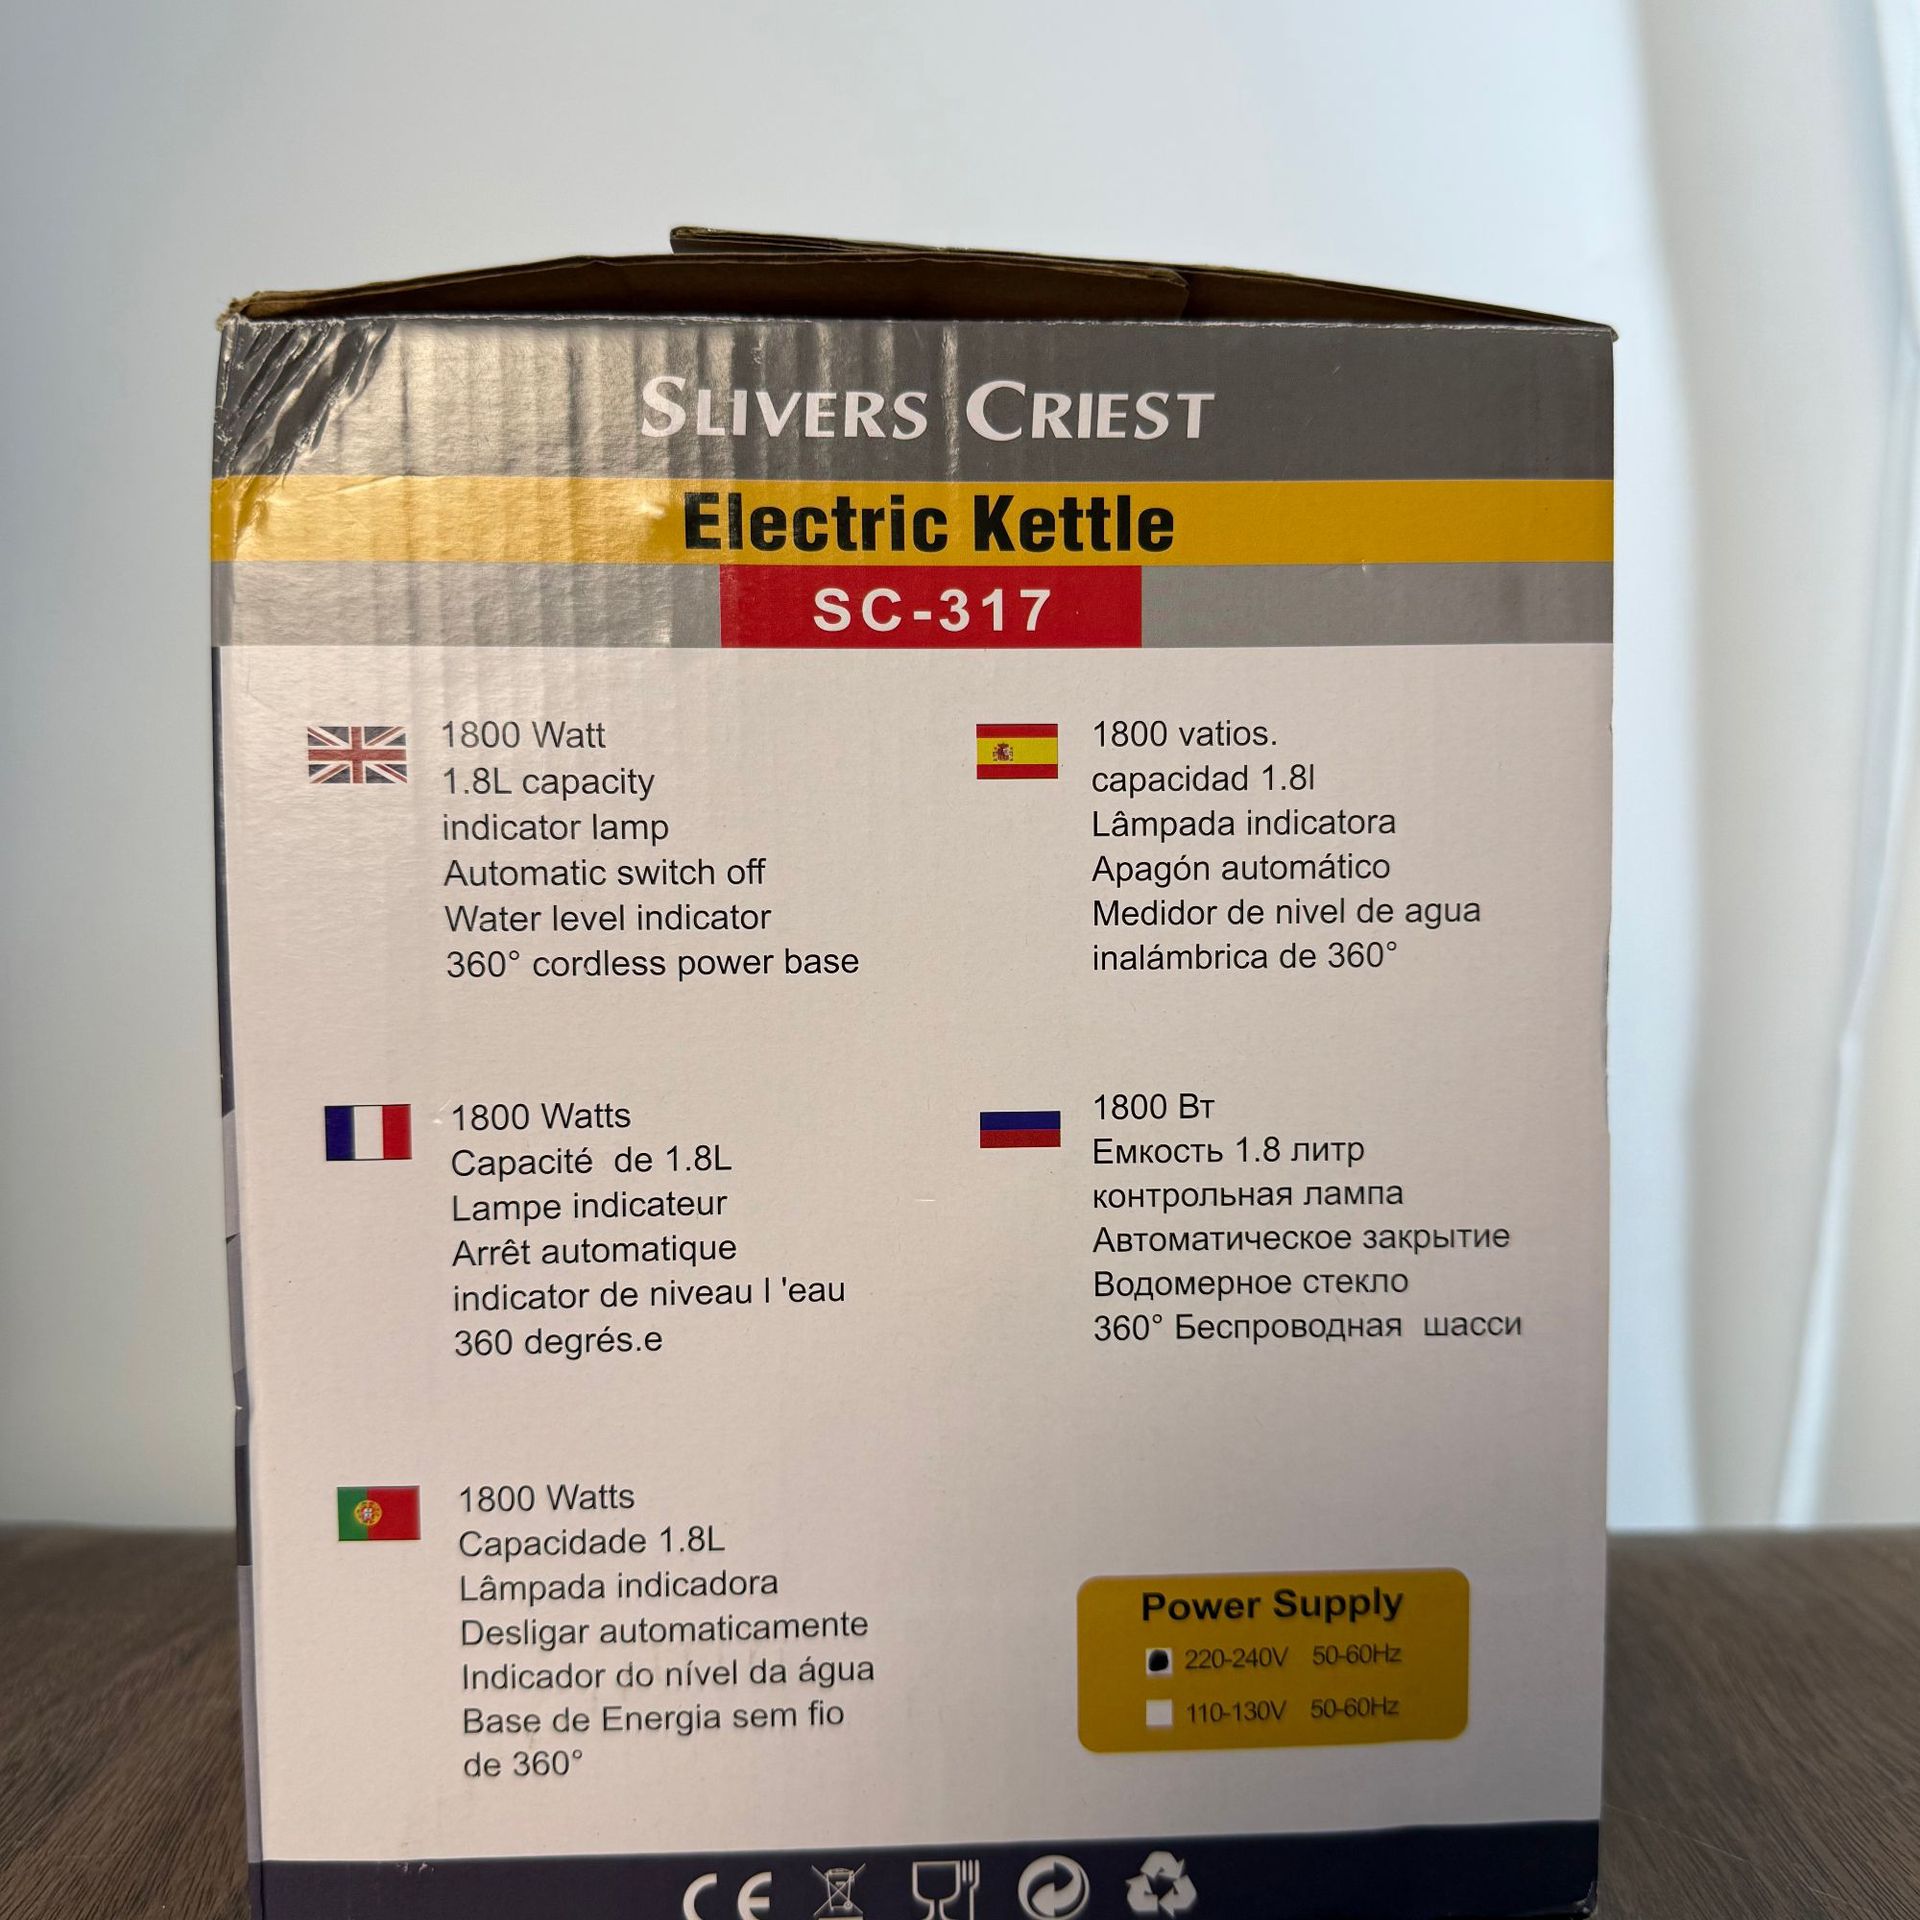 SLIVERS CRIEST
Electric Kettle
SC-317
1800 Watt
1.8L capacity
indicator lamp
Automatic switch off
Water level indicator
360° cordless power base
1800 vatios.
capacidad 1.8l
Lâmpada indicatora
Apagón automático
Medidor de nivel de agua
inalámbrica de 360°
1800 Watts
Capacité de 1.8L
Lampe indicateur
Arrêt automatique
indicator de niveau l 'eau
360 degrés.e
1800 Вт
Емкость 1.8 литр
контрольная лампа
Автоматическое закрытие
Водомерное стекло
360° Беспроводная шасси
1800 Watts
Capacidade 1.8L
Lâmpada indicadora
Desligar automaticamente
Indicador do nível da água
Base de Energia sem fio
de 360°
Power Supply
220-240V 50-60Hz
110-130V 50-60Hz
CE